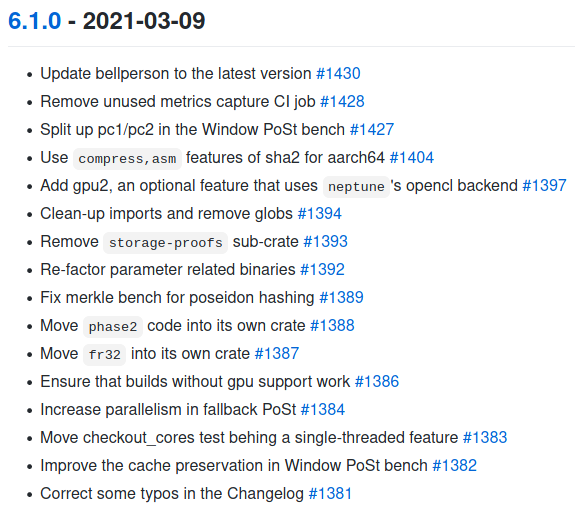 6.1.0 - 2021-03-09
• Update bellperson to the latest version #1430
• Remove unused metrics capture CI job #1428
• Split up pc1/pc2 in the Window PoSt bench #1427
• Use compress,asm features of sha2 for aarch64 #1404
• Add gpu2, an optional feature that uses neptune's opencl backend #1397
• Clean-up imports and remove globs #1394
• Remove storage-proofs sub-crate #1393
• Re-factor parameter related binaries #1392
• Fix merkle bench for poseidon hashing #1389
• Move phase2 code into its own crate #1388
• Move fr32 into its own crate #1387
• Ensure that builds without gpu support work #1386
• Increase parallelism in fallback PoSt #1384
• Move checkout_cores test behing a single-threaded feature #1383
• Improve the cache preservation in Window PoSt bench #1382
• Correct some typos in the Changelog #1381